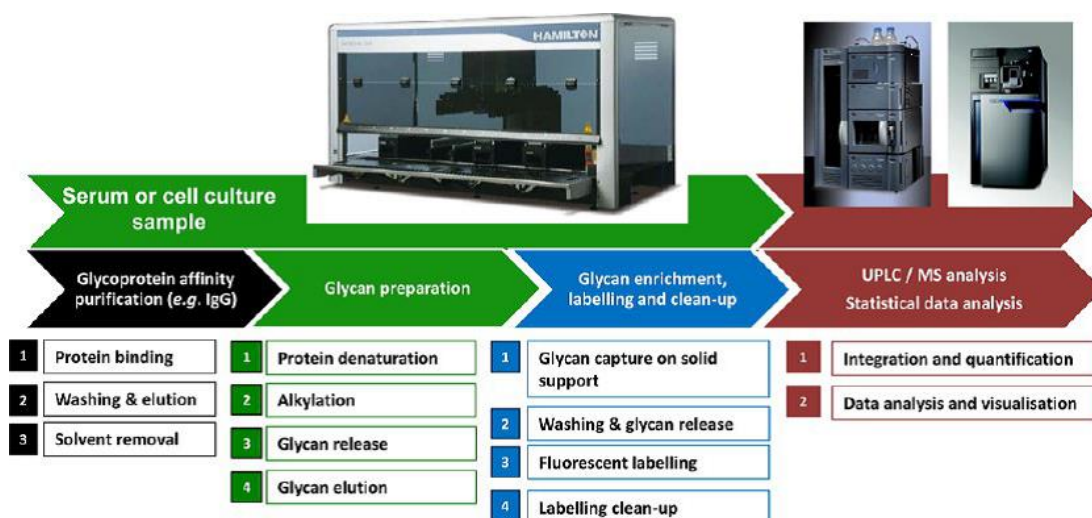 HAMILTON
Serum or cell culture
sample
Glycoprotein affinity
purification (e.g. IgG)
Glycan preparation
Glycan enrichment,
labelling and clean-up
UPLC / MS analysis
Statistical data analysis
1 Protein binding
2 Washing & elution
3 Solvent removal
1 Protein denaturation
2 Alkylation
3 Glycan release
4 Glycan elution
1 Glycan capture on solid
support
2 Washing & glycan release
3 Fluorescent labelling
4 Labelling clean-up
1 Integration and quantification
2 Data analysis and visualisation